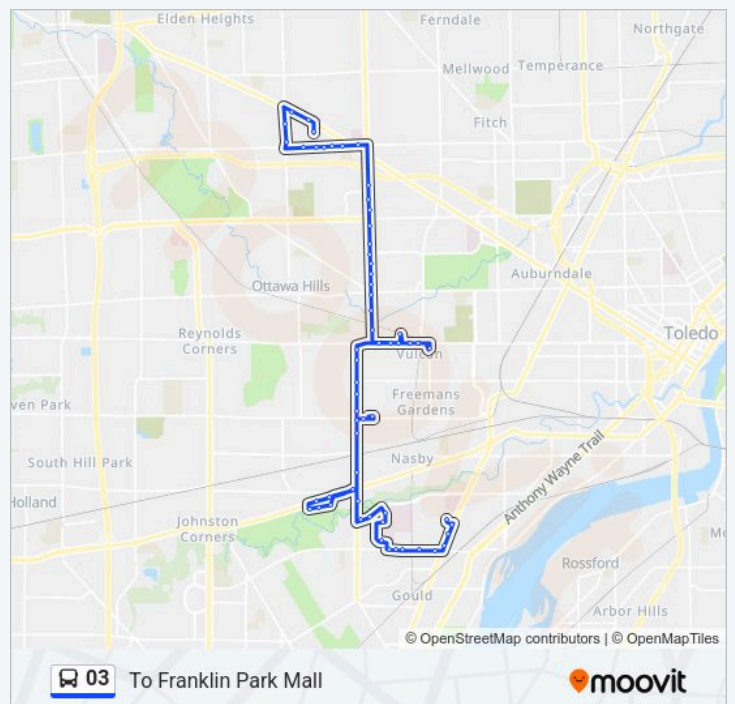 Elden Heights
Ferndale
Northgate
Mellwood
Temperance
Fitch
Auburndale
Ottawa Hills
Toledo
Reynolds
Corners
Vulcan
Freemans
Gardens
ven Park
Nasby
South Hill Park
Anthony Wayne Trail
Holland
Johnston
Corners
Mo
Rossford
Gould
Arbor Hills
© OpenStreetMap contributors | © OpenMapTiles
03 To Franklin Park Mall
moovit